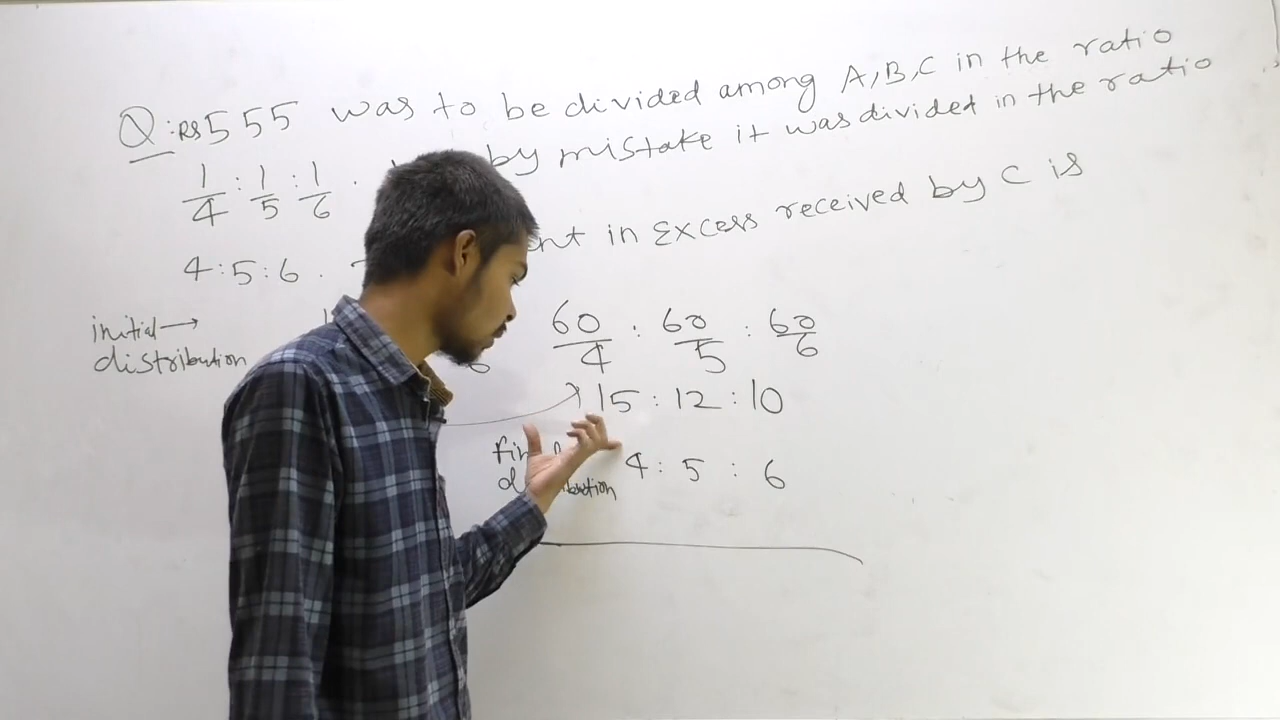 Q: RS 555 was to be divided among A,B,C in the ratio
1/4 : 1/5 : 1/6 . by mistake it was divided in the ratio
4:5:6 . in Excess received by C is
initial → distribution
60/4 : 60/5 : 60/6
15 : 12 : 10
4 : 5 : 6